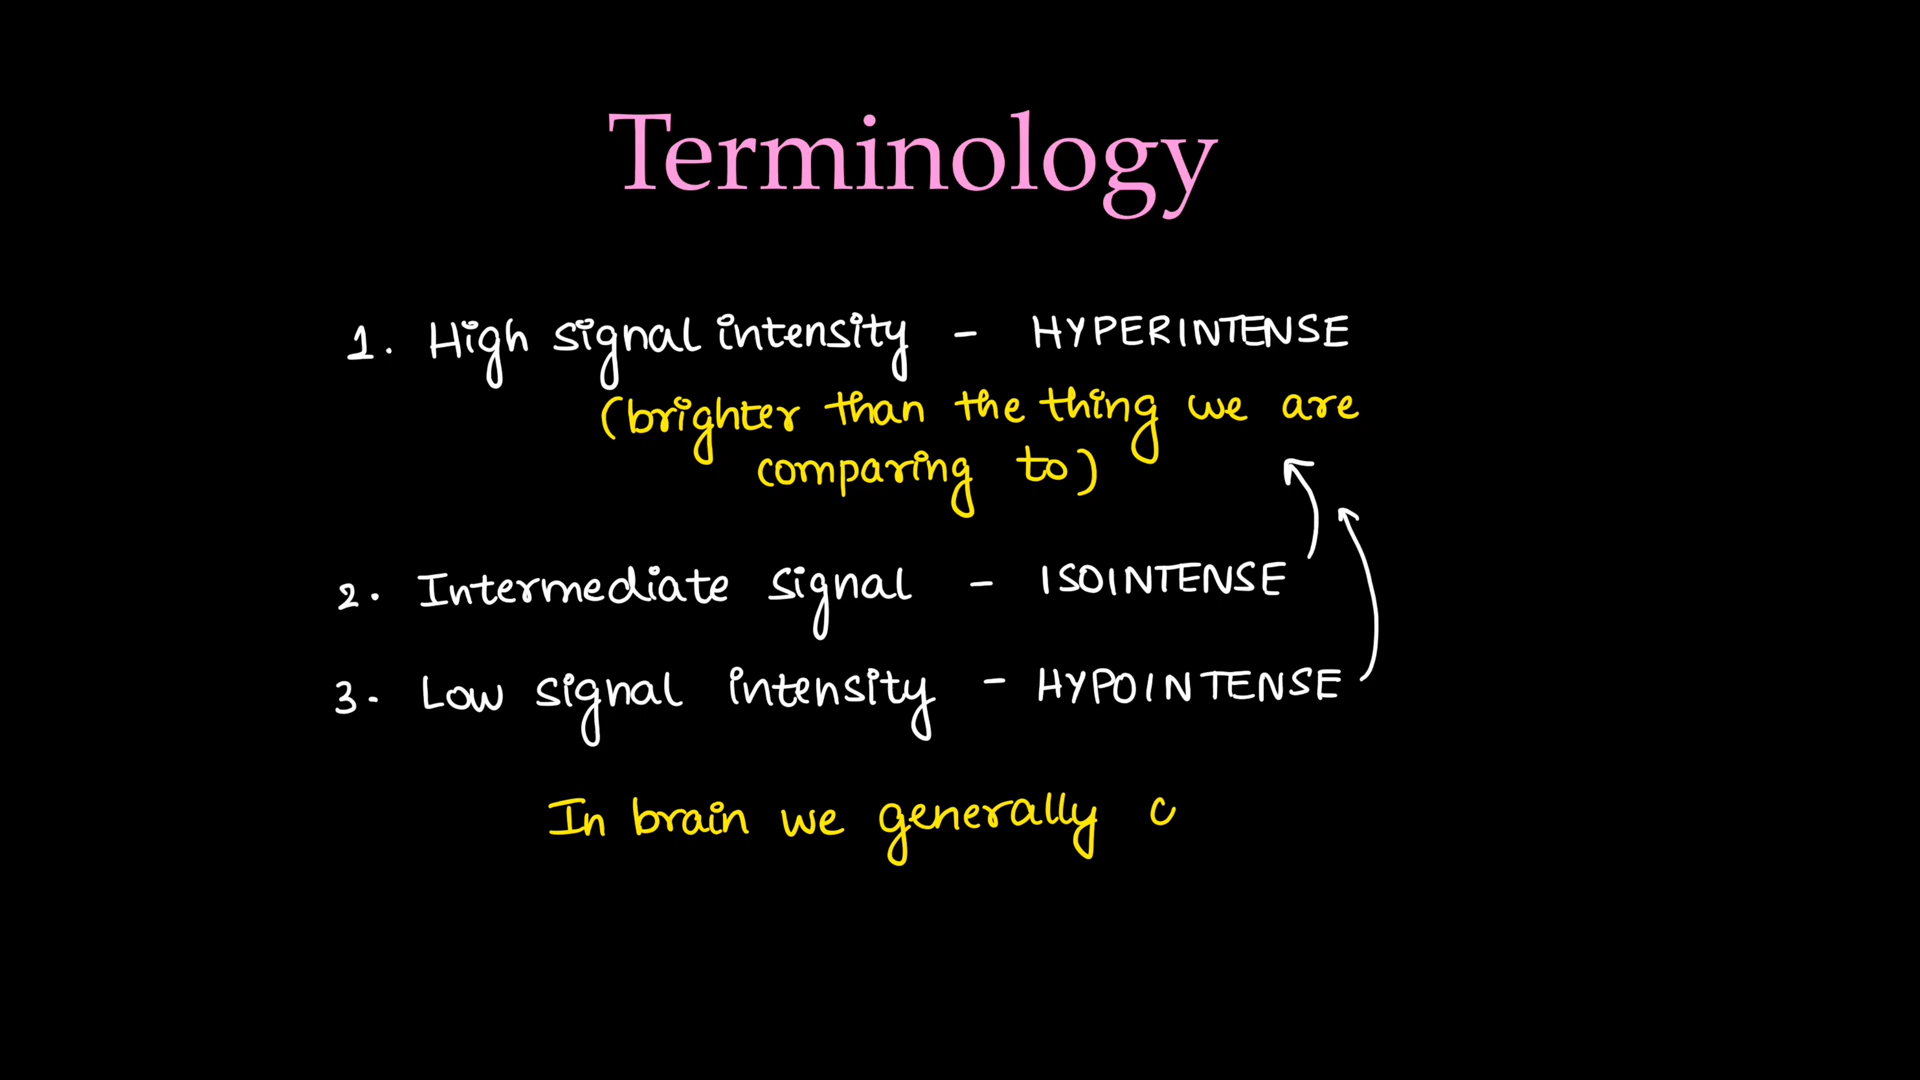 Terminology
1. High signal intensity - HYPERINTENSE
(brighter than the thing we are
comparing to)
2. Intermediate signal - ISOINTENSE
3. Low signal intensity - HYPOINTENSE
In brain we generally c